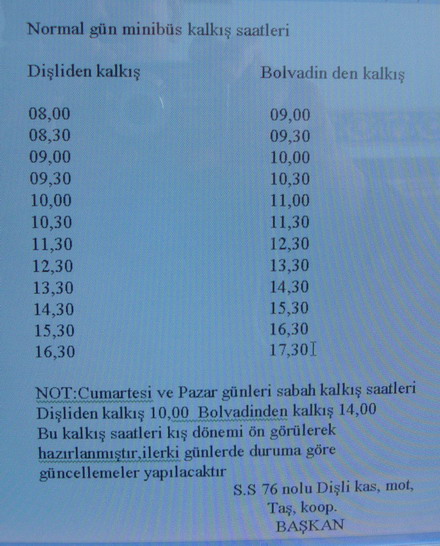 Normal gün minibüs kalkış saatleri
Dişliden kalkış Bolvadin den kalkış
08,00 09,00
08,30 09,30
09,00 10,00
09,30 10,30
10,00 11,00
10,30 11,30
11,30 12,30
12,30 13,30
13,30 14,30
14,30 15,30
15,30 16,30
16,30 17,30
NOT:Cumartesi ve Pazar günleri sabah kalkış saatleri
Dişliden kalkış 10,00 Bolvadinden kalkış 14,00
Bu kalkış saatleri kış dönemi ön görülerek
hazırlanmıştır,ilerki günlerde duruma göre
güncellemeler yapılacaktır
S.S 76 nolu Dişli kas, mot,
Taş, koop.
BAŞKAN